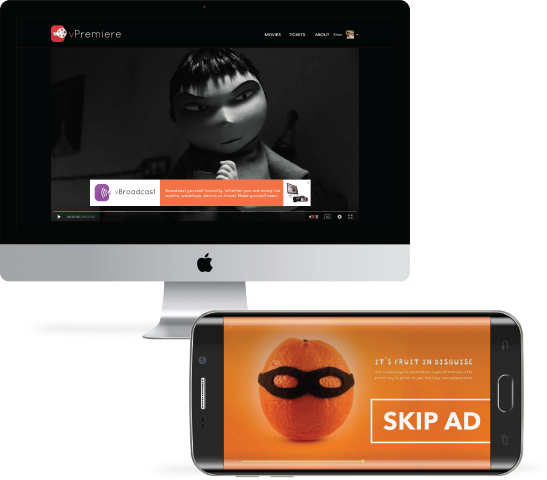 vPremiere
MOVIES TICKETS ABOUT
vBroadcast
Broadcast yourself instantly. Whether you are doing live
events, weddings, demos or travel. Make yourself seen.
IT'S FRUIT IN DISGUISE
SKIP AD